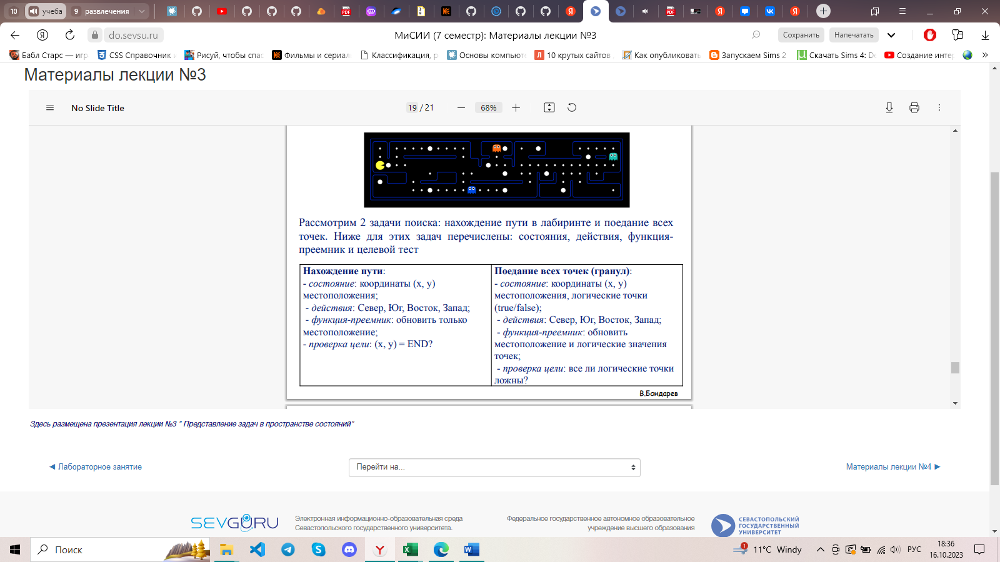 10 учеба 9 развлечения
do.sevsu.ru МиСИИ (7 семестр): Материалы лекции №3 Сохранить Напечатать
Бабл Старс — игр CSS Справочник Рисуй, чтобы спас Фильмы и сериал Классификация, р Основы компьюте 10 крутых сайтов Как опубликовать Запускаем Sims 2 Скачать Sims 4: De Создание интер »
Материалы лекции №3
No Slide Title 19 / 21 68%
Рассмотрим 2 задачи поиска: нахождение пути в лабиринте и поедание всех
точек. Ниже для этих задач перечислены: состояния, действия, функция-
преемник и целевой тест
Нахождение пути:
- состояние: координаты (x, y)
местоположения;
- действия: Север, Юг, Восток, Запад;
- функция-преемник: обновить только
местоположение;
- проверка цели: (x, y) = END?
Поедание всех точек (гранул):
- состояние: координаты (x, y)
местоположения, логические точки
(true/false);
- действия: Север, Юг, Восток, Запад;
- функция-преемник: обновить
местоположение и логические значения
точек;
- проверка цели: все ли логические точки
ложны?
В.Бондарев
Здесь размещена презентация лекции №3 " Представление задач в пространстве состояний"
◄ Лабораторное занятие
Перейти на...
Материалы лекции №4 ►
SEVGU.RU
Электронная информационно-образовательная среда
Севастопольского государственного университета.
Федеральное государственное автономное образовательное
учреждение высшего образования
СЕВАСТОПОЛЬСКИЙ
ГОСУДАРСТВЕННЫЙ
УНИВЕРСИТЕТ
Поиск
1 11°C Windy
РУС
18:36
16.10.2023